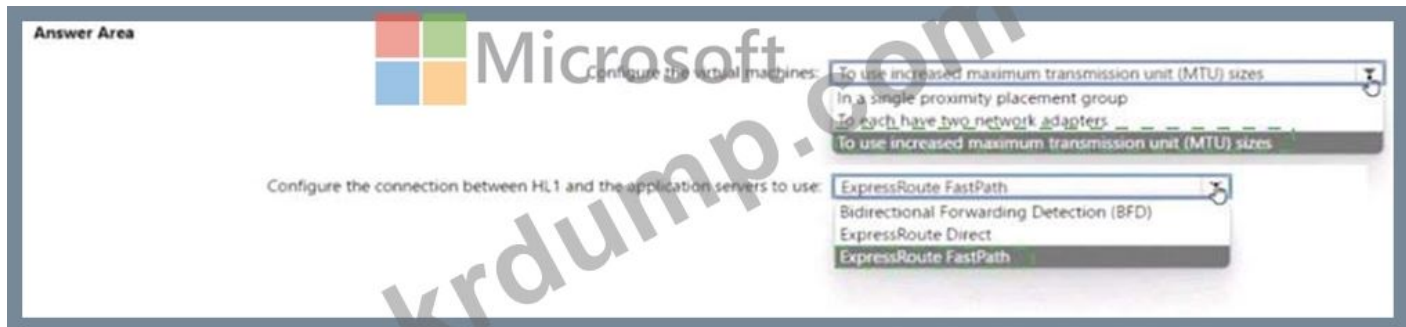 Answer Area
Microsoft
Configure the virtual machines: To use increased maximum transmission unit (MTU) sizes
In a single proximity placement group
To each have two network adapters
To use increased maximum transmission unit (MTU) sizes
Configure the connection between HL1 and the application servers to use: ExpressRoute FastPath
Bidirectional Forwarding Detection (BFD)
ExpressRoute Direct
ExpressRoute FastPath
krdump.com